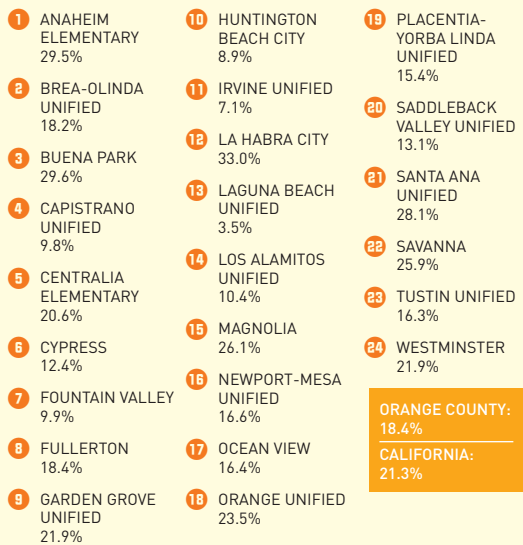 1 ANAHEIM
ELEMENTARY
29.5%
2 BREA-OLINDA
UNIFIED
18.2%
3 BUENA PARK
29.6%
4 CAPISTRANO
UNIFIED
9.8%
5 CENTRALIA
ELEMENTARY
20.6%
6 CYPRESS
12.4%
7 FOUNTAIN VALLEY
9.9%
8 FULLERTON
18.4%
9 GARDEN GROVE
UNIFIED
21.9%
10 HUNTINGTON
BEACH CITY
8.9%
11 IRVINE UNIFIED
7.1%
12 LA HABRA CITY
33.0%
13 LAGUNA BEACH
UNIFIED
3.5%
14 LOS ALAMITOS
UNIFIED
10.4%
15 MAGNOLIA
26.1%
16 NEWPORT-MESA
UNIFIED
16.6%
17 OCEAN VIEW
16.4%
18 ORANGE UNIFIED
23.5%
19 PLACENTIA-
YORBA LINDA
UNIFIED
15.4%
20 SADDLEBACK
VALLEY UNIFIED
13.1%
21 SANTA ANA
UNIFIED
28.1%
22 SAVANNA
25.9%
23 TUSTIN UNIFIED
16.3%
24 WESTMINSTER
21.9%
ORANGE COUNTY:
18.4%
CALIFORNIA:
21.3%